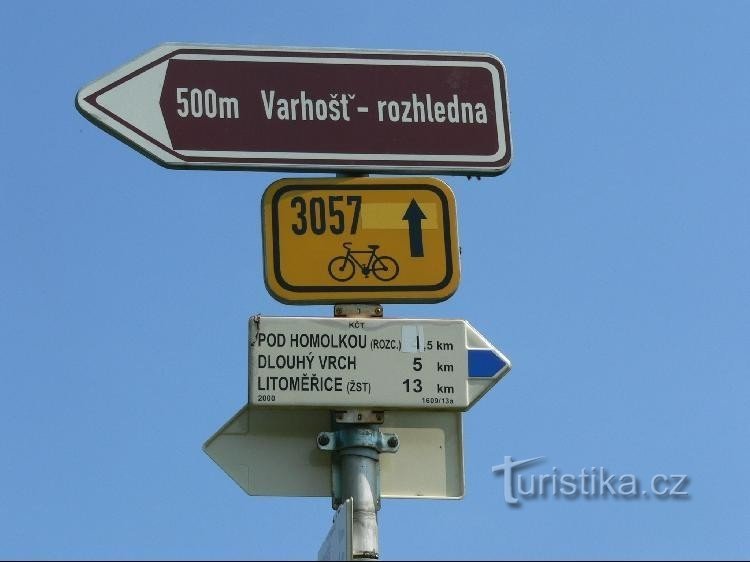 500m Varhošť - rozhledna
3057
KČT
POD HOMOLKOU (ROZC.) 1,5 km
DLOUHÝ VRCH 5 km
LITOMĚŘICE (ŽST) 13 km
2000 1609/13a
Turistika.cz